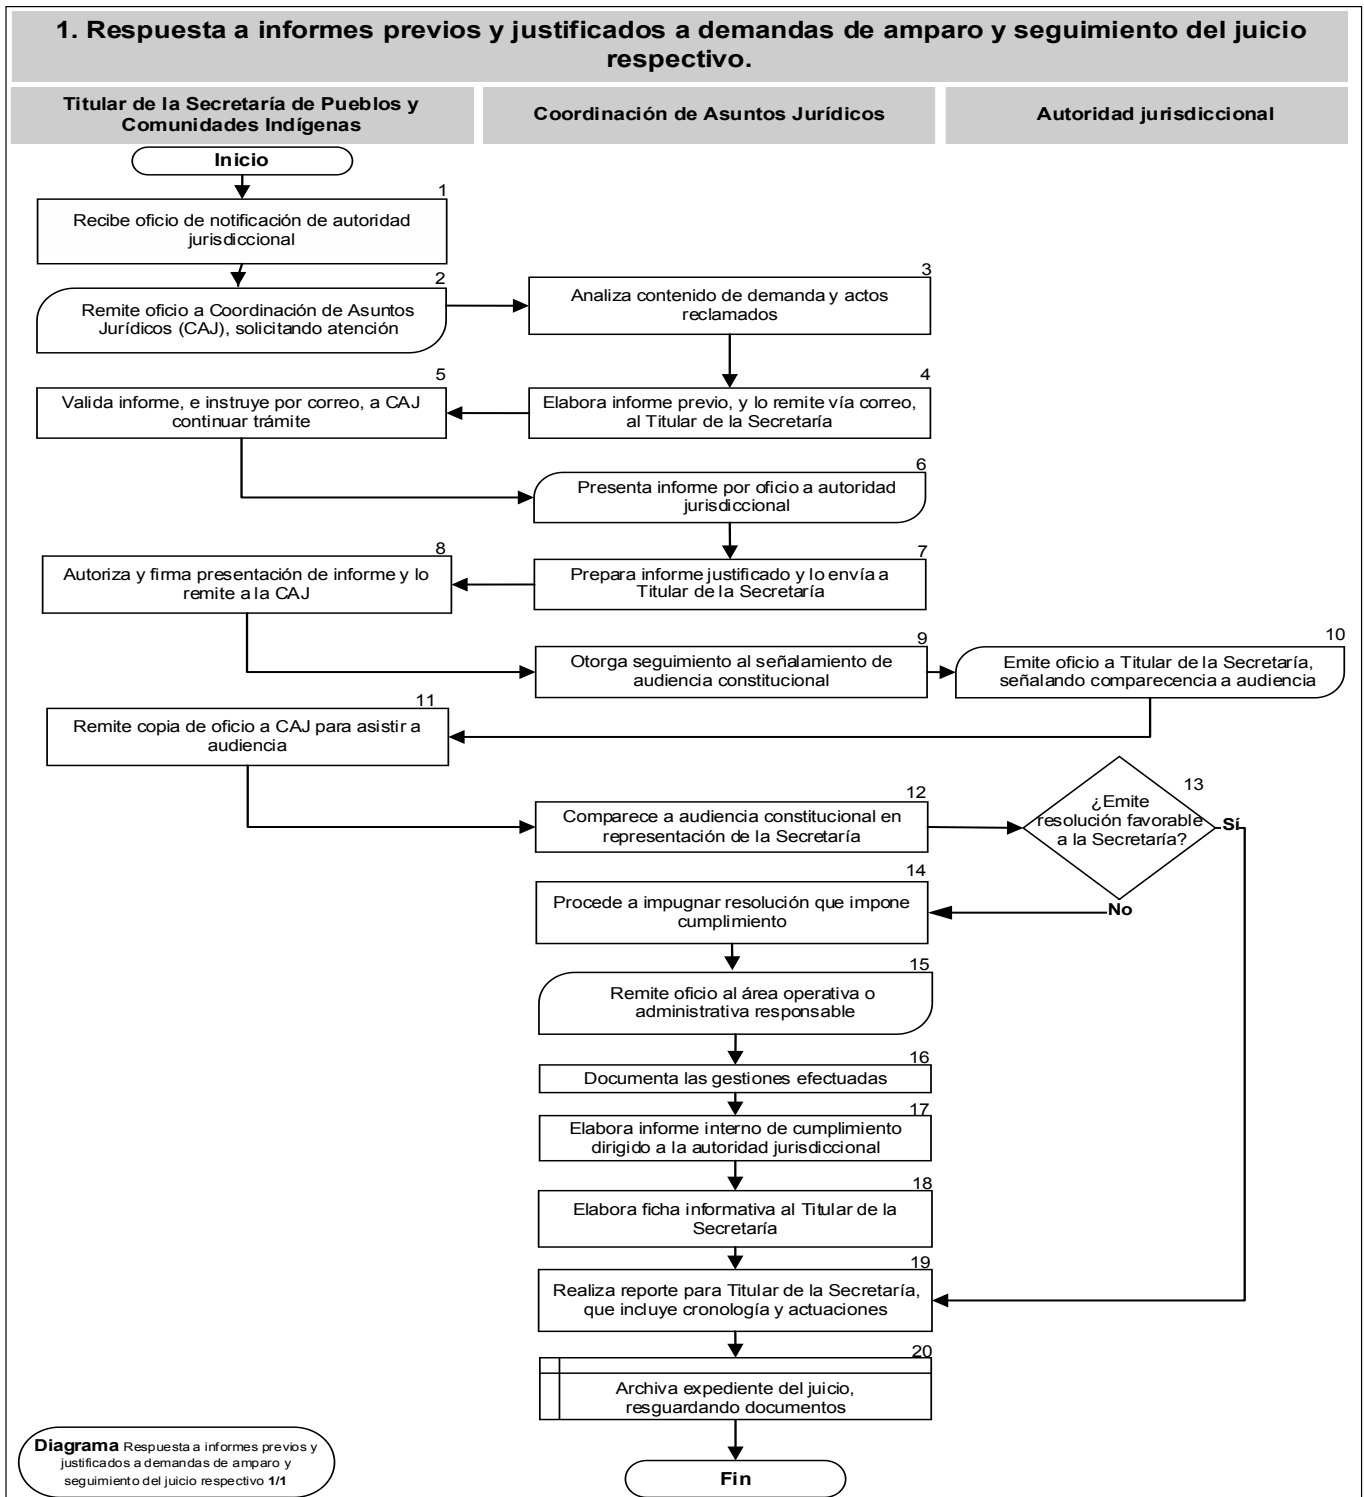 1. Respuesta a informes previos y justificados a demandas de amparo y seguimiento del juicio
respectivo.
Titular de la Secretaría de Pueblos y
Comunidades Indígenas
Coordinación de Asuntos Jurídicos
Autoridad jurisdiccional
Inicio
1
Recibe oficio de notificación de autoridad
jurisdiccional
2
Remite oficio a Coordinación de Asuntos
Jurídicos (CAJ), solicitando atención
3
Analiza contenido de demanda y actos
reclamados
4
Elabora informe previo, y lo remite vía correo,
al Titular de la Secretaría
5
Valida informe, e instruye por correo, a CAJ
continuar trámite
6
Presenta informe por oficio a autoridad
jurisdiccional
7
Prepara informe justificado y lo envía a
Titular de la Secretaría
8
Autoriza y firma presentación de informe y lo
remite a la CAJ
9
Otorga seguimiento al señalamiento de
audiencia constitucional
10
Emite oficio a Titular de la Secretaría,
señalando comparecencia a audiencia
11
Remite copia de oficio a CAJ para asistir a
audiencia
12
Comparece a audiencia constitucional en
representación de la Secretaría
13
¿Emite
resolución favorable
a la Secretaría?
Sí
No
14
Procede a impugnar resolución que impone
cumplimiento
15
Remite oficio al área operativa o
administrativa responsable
16
Documenta las gestiones efectuadas
17
Elabora informe interno de cumplimiento
dirigido a la autoridad jurisdiccional
18
Elabora ficha informativa al Titular de la
Secretaría
19
Realiza reporte para Titular de la Secretaría,
que incluye cronología y actuaciones
20
Archiva expediente del juicio,
resguardando documentos
Fin
Diagrama Respuesta a informes previos y
justificados a demandas de amparo y
seguimiento del juicio respectivo 1/1